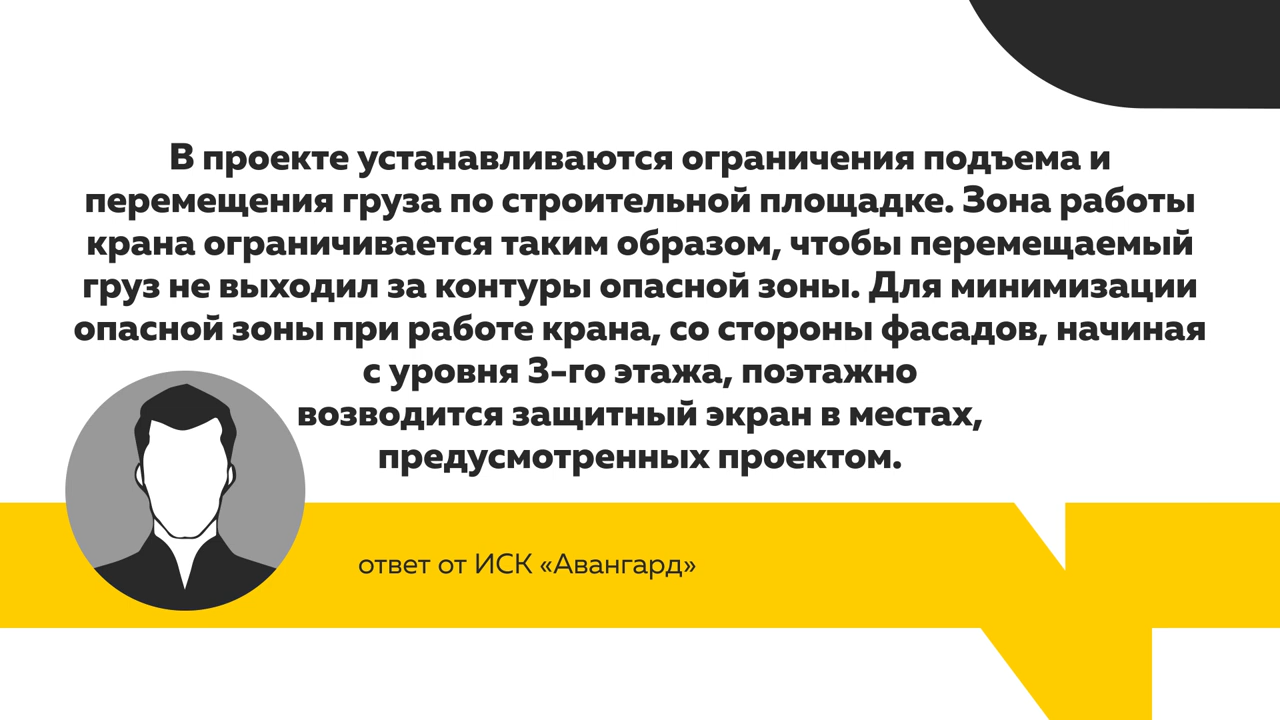 В проекте устанавливаются ограничения подъема и
перемещения груза по строительной площадке. Зона работы
крана ограничивается таким образом, чтобы перемещаемый
груз не выходил за контуры опасной зоны. Для минимизации
опасной зоны при работе крана, со стороны фасадов, начиная
с уровня 3-го этажа, поэтажно
возводится защитный экран в местах,
предусмотренных проектом.
ответ от ИСК «Авангард»